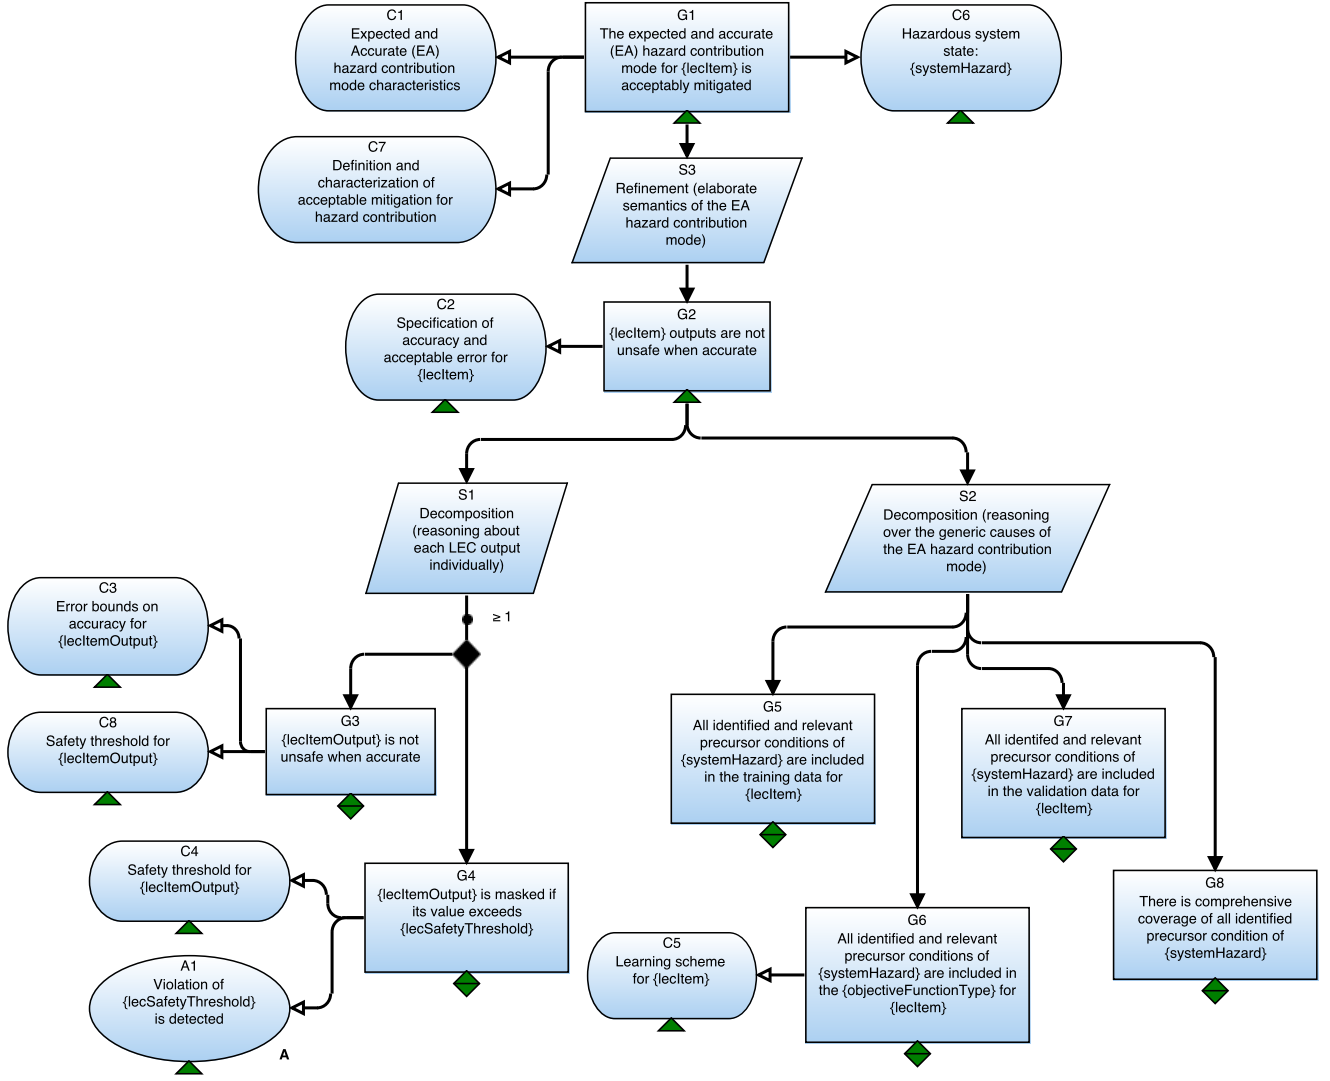 C1
Expected and
Accurate (EA)
hazard contribution
mode characteristics
G1
The expected and accurate
(EA) hazard contribution
mode for {lecItem} is
acceptably mitigated
C6
Hazardous system
state:
{systemHazard}
C7
Definition and
characterization of
acceptable mitigation for
hazard contribution
S3
Refinement (elaborate
semantics of the EA
hazard contribution
mode)
C2
Specification of
accuracy and
acceptable error for
{lecItem}
G2
{lecItem} outputs are not
unsafe when accurate
S1
Decomposition
(reasoning about
each LEC output
individually)
S2
Decomposition (reasoning
over the generic causes of
the EA hazard contribution
mode)
≥ 1
C3
Error bounds on
accuracy for
{lecItemOutput}
C8
Safety threshold for
{lecItemOutput}
G3
{lecItemOutput} is not
unsafe when accurate
G5
All identified and relevant
precursor conditions of
{systemHazard} are included
in the training data for
{lecItem}
G7
All identifed and relevant
precursor conditions of
{systemHazard} are included
in the validation data for
{lecItem}
C4
Safety threshold for
{lecItemOutput}
G4
{lecItemOutput} is masked if
its value exceeds
{lecSafetyThreshold}
A1
Violation of
{lecSafetyThreshold}
is detected
A
C5
Learning scheme
for {lecItem}
G6
All identified and relevant
precursor conditions of
{systemHazard} are included in
the {objectiveFunctionType} for
{lecItem}
G8
There is comprehensive
coverage of all identified
precursor condition of
{systemHazard}